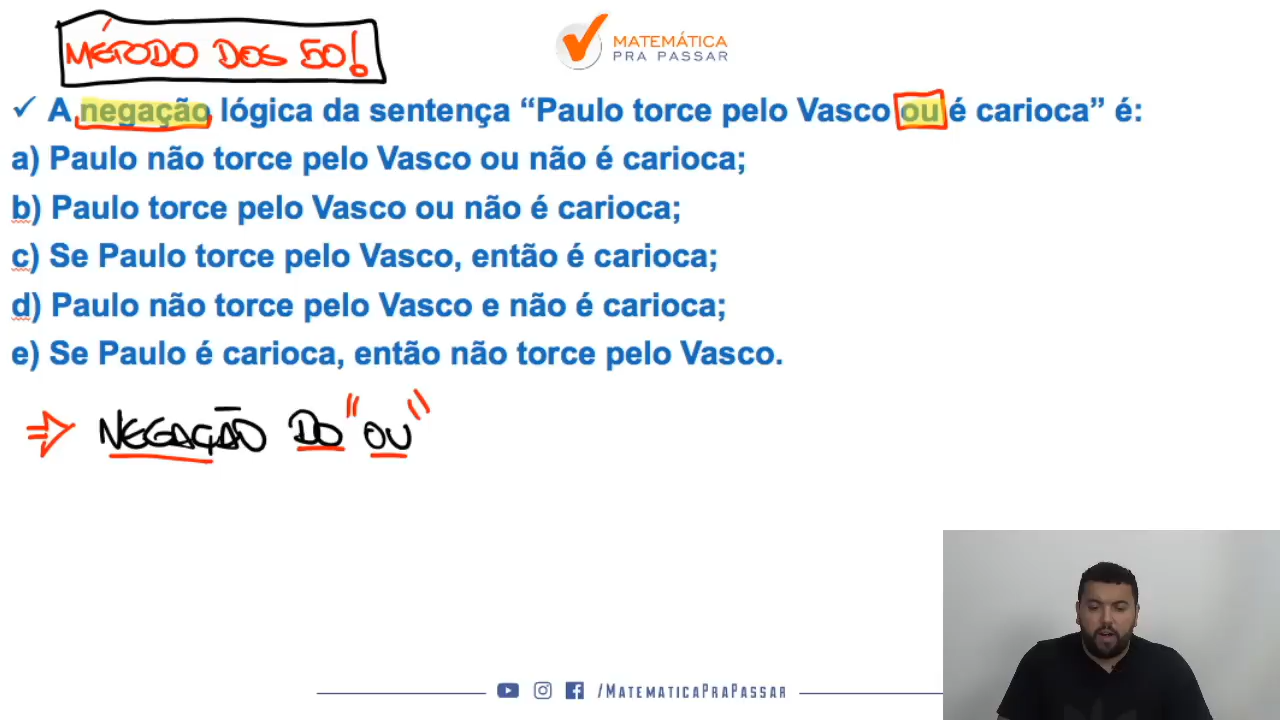 MÉTODO DOS 50!
MATEMÁTICA
PRA PASSAR
✓ A negação lógica da sentença “Paulo torce pelo Vasco ou é carioca” é:
a) Paulo não torce pelo Vasco ou não é carioca;
b) Paulo torce pelo Vasco ou não é carioca;
c) Se Paulo torce pelo Vasco, então é carioca;
d) Paulo não torce pelo Vasco e não é carioca;
e) Se Paulo é carioca, então não torce pelo Vasco.
⇒ NEGAÇÃO DO "OU"
/MATEMATICAPRAPASSAR